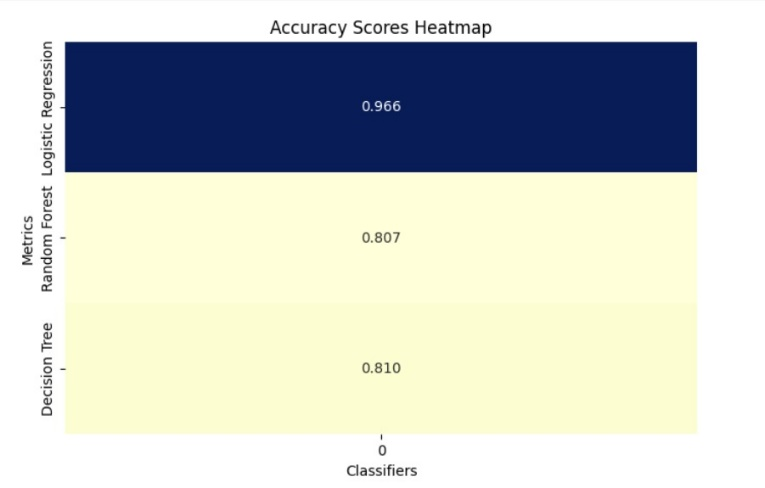 Accuracy Scores Heatmap
Metrics
Logistic Regression
0.966
Random Forest
0.807
Decision Tree
0.810
0
Classifiers